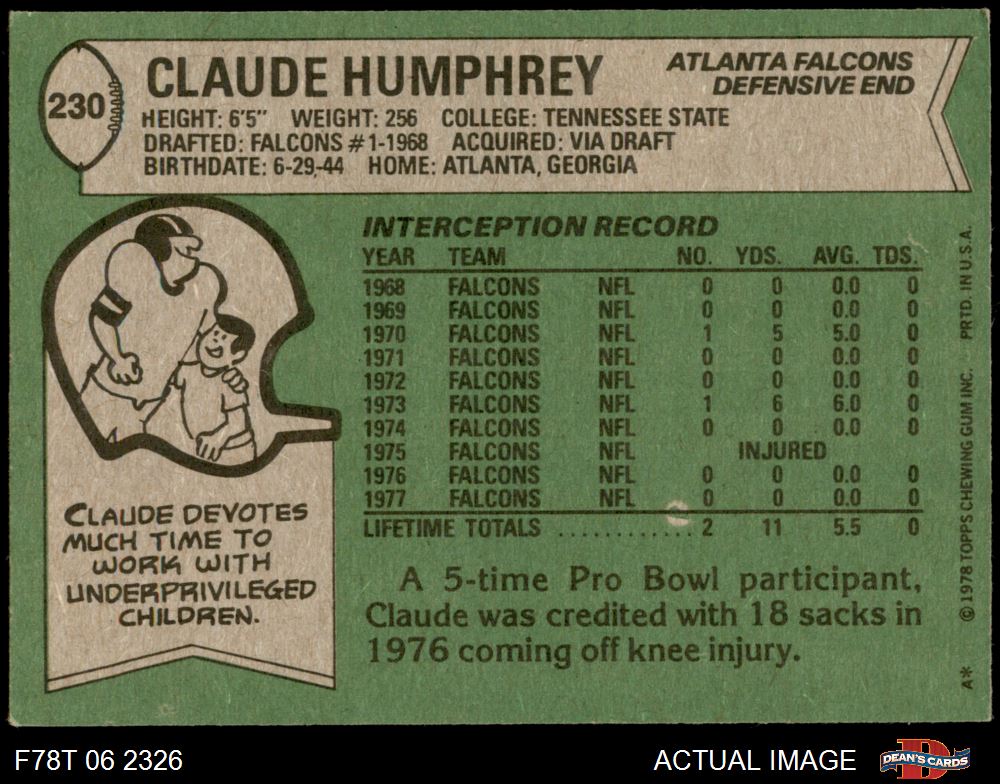 230
CLAUDE HUMPHREY
ATLANTA FALCONS
DEFENSIVE END
HEIGHT: 6'5" WEIGHT: 256 COLLEGE: TENNESSEE STATE
DRAFTED: FALCONS #1-1968 ACQUIRED: VIA DRAFT
BIRTHDATE: 6-29-44 HOME: ATLANTA, GEORGIA
INTERCEPTION RECORD
YEAR TEAM NO. YDS. AVG. TDS.
1968 FALCONS NFL 0 0 0.0 0
1969 FALCONS NFL 0 0 0.0 0
1970 FALCONS NFL 1 5 5.0 0
1971 FALCONS NFL 0 0 0.0 0
1972 FALCONS NFL 0 0 0.0 0
1973 FALCONS NFL 1 6 6.0 0
1974 FALCONS NFL 0 0 0.0 0
1975 FALCONS NFL INJURED
1976 FALCONS NFL 0 0 0.0 0
1977 FALCONS NFL 0 0 0.0 0
LIFETIME TOTALS ............ 2 11 5.5 0
CLAUDE DEVOTES
MUCH TIME TO
WORK WITH
UNDERPRIVILEGED
CHILDREN.
A 5-time Pro Bowl participant,
Claude was credited with 18 sacks in
1976 coming off knee injury.
A* © 1978 TOPPS CHEWING GUM INC. PRTD. IN U.S.A.
F78T 06 2326
ACTUAL IMAGE
D
DEAN'S CARDS